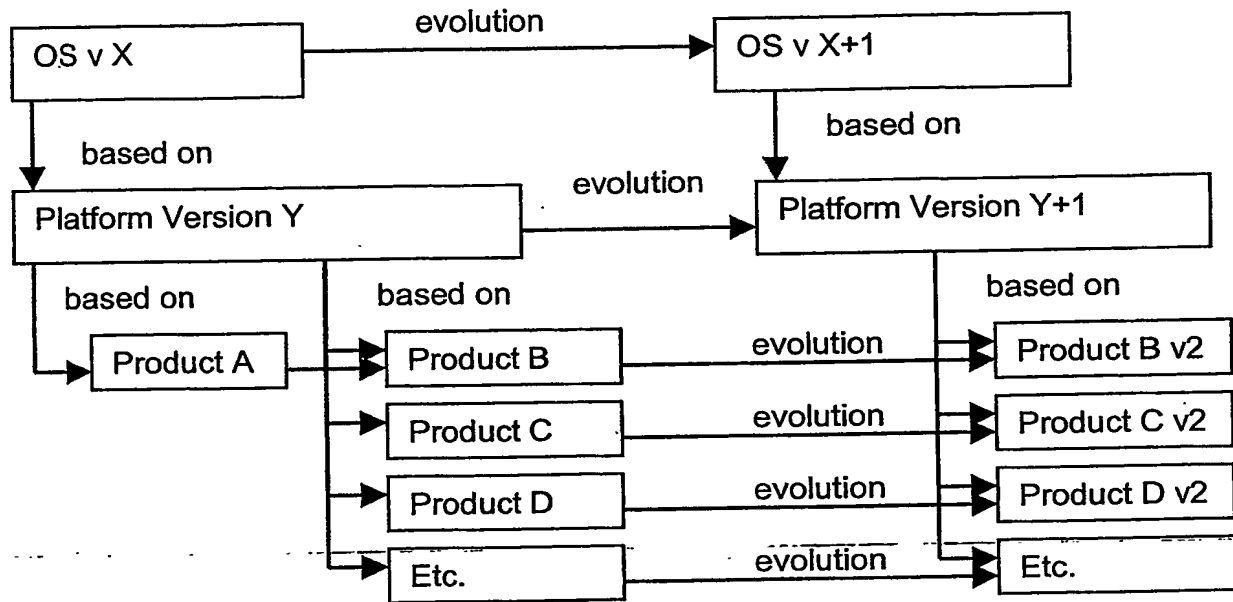 evolution
OS v X
OS v X+1
based on
based on
evolution
Platform Version Y
Platform Version Y+1
based on
based on
based on
Product A
Product B
evolution
Product B v2
Product C
evolution
Product C v2
Product D
evolution
Product D v2
Etc.
evolution
Etc.